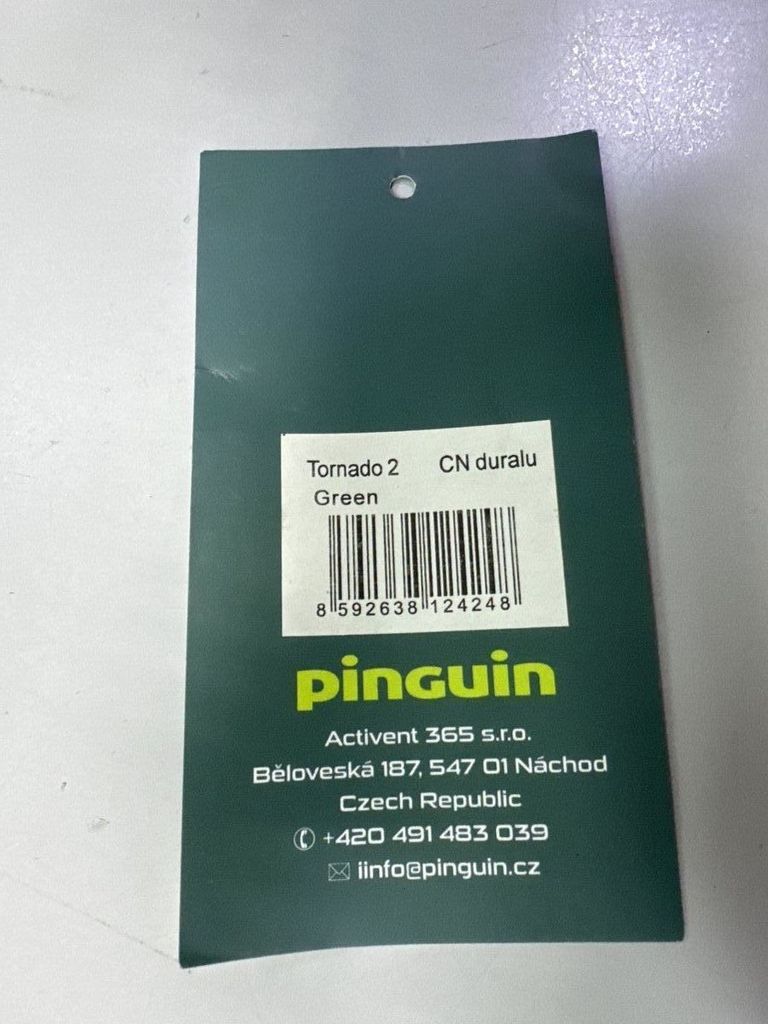 Tornado 2 CN duralu
Green
8 592638 124248
pinguin
Activent 365 s.r.o.
Běloveská 187, 547 01 Náchod
Czech Republic
+420 491 483 039
iinfo@pinguin.cz